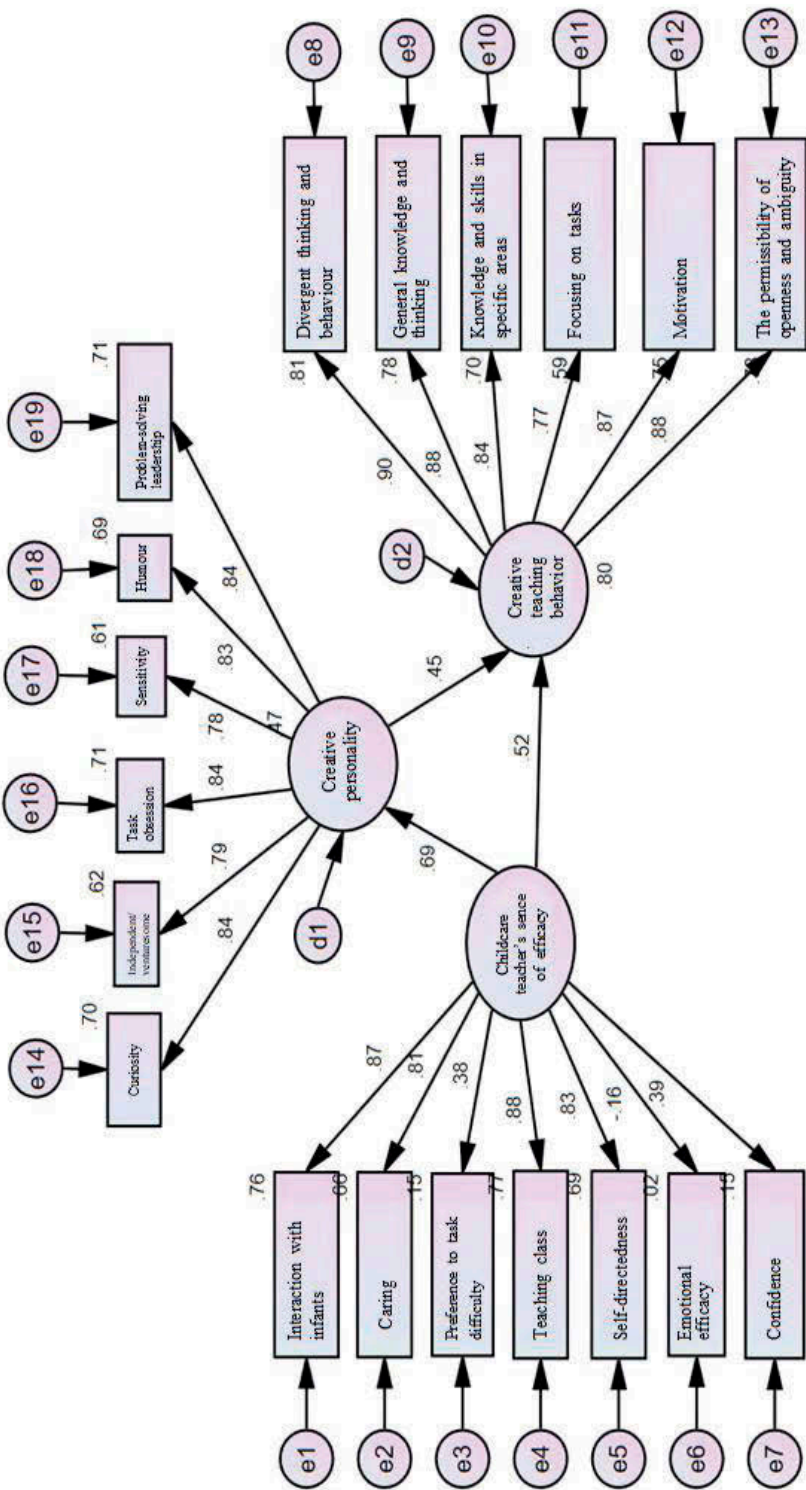 e19
e18
e17
e16
e15
e14
.71
Problem-solving
leadership
.69
Humour
.61
Sensitivity
.71
Task
obsession
.62
Independent/
venturesome
.70
Curiosity
.84
.83
.78
.84
.79
.84
.47
Creative
personality
d1
.69
.45
.52
Childcare
teacher's sence
of efficacy
.87
.81
.38
.88
.83
-.16
.39
e1
.76
Interaction with
infants
e2
.66
Caring
e3
.15
Preference to task
difficulty
e4
.77
Teaching class
e5
.69
Self-directedness
e6
.02
Emotional
efficacy
e7
.15
Confidence
d2
Creative
teaching
behavior
.80
.90
.88
.84
.77
.87
.88
.81
Divergent thinking and
behaviour
e8
.78
General knowledge and
thinking
e9
.70
Knowledge and skills in
specific areas
e10
.59
Focusing on tasks
e11
.75
Motivation
e12
The permissibility of
openness and ambiguity
e13